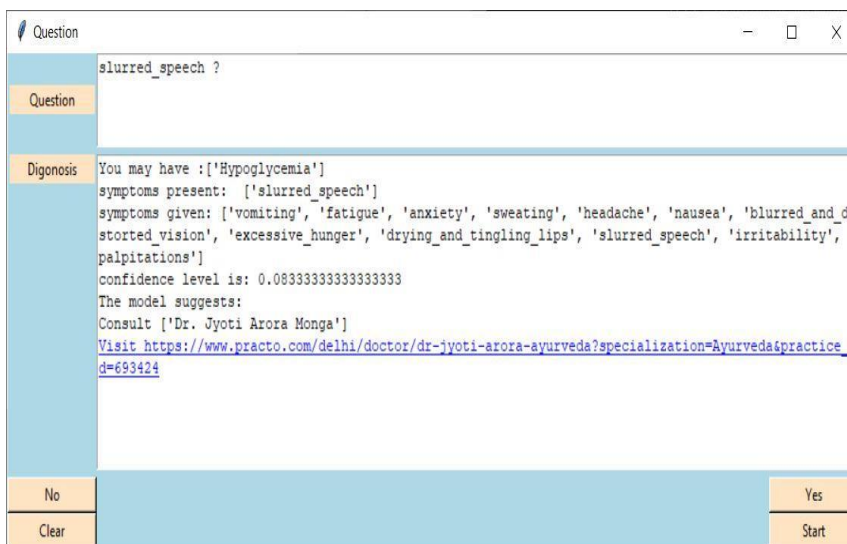 Question
slurred_speech ?
Question
Digonosis
You may have :['Hypoglycemia']
symptoms present:  ['slurred_speech']
symptoms given: ['vomiting', 'fatigue', 'anxiety', 'sweating', 'headache', 'nausea', 'blurred_and_d
storted_vision', 'excessive_hunger', 'drying_and_tingling_lips', 'slurred_speech', 'irritability',
palpitations']
confidence level is: 0.08333333333333333
The model suggests:
Consult ['Dr. Jyoti Arora Monga']
Visit https://www.practo.com/delhi/doctor/dr-jyoti-arora-ayurveda?specialization=Ayurveda&practice_
d=693424
No
Yes
Clear
Start